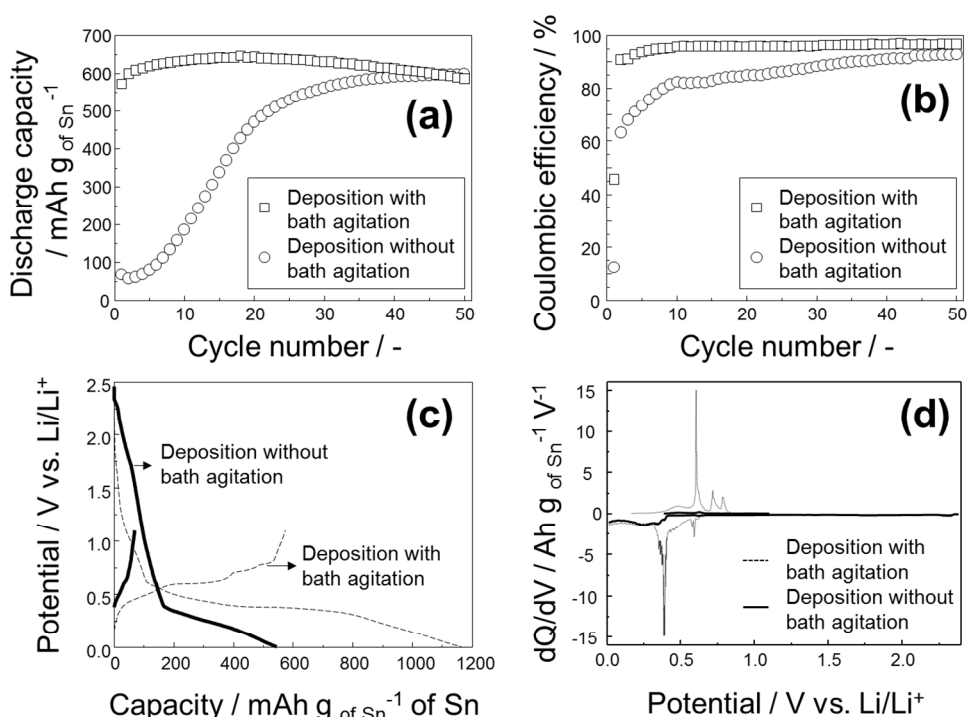 (a)
Discharge capacity
/ mAh g of Sn⁻¹
700
600
500
400
300
200
100
0
0 10 20 30 40 50
Cycle number / -
Deposition with
bath agitation
Deposition without
bath agitation
(b)
Coulombic efficiency / %
100
80
60
40
20
0
0 10 20 30 40 50
Cycle number / -
Deposition with
bath agitation
Deposition without
bath agitation
(c)
Potential / V vs. Li/Li⁺
2.5
2.0
1.5
1.0
0.5
0.0
0 200 400 600 800 1000 1200
Capacity / mAh g of Sn⁻¹ of Sn
Deposition without
bath agitation
Deposition with
bath agitation
(d)
dQ/dV / Ah g of Sn⁻¹ V⁻¹
15
10
5
0
-5
-10
-15
0.0 0.5 1.0 1.5 2.0
Potential / V vs. Li/Li⁺
Deposition with
bath agitation
Deposition without
bath agitation